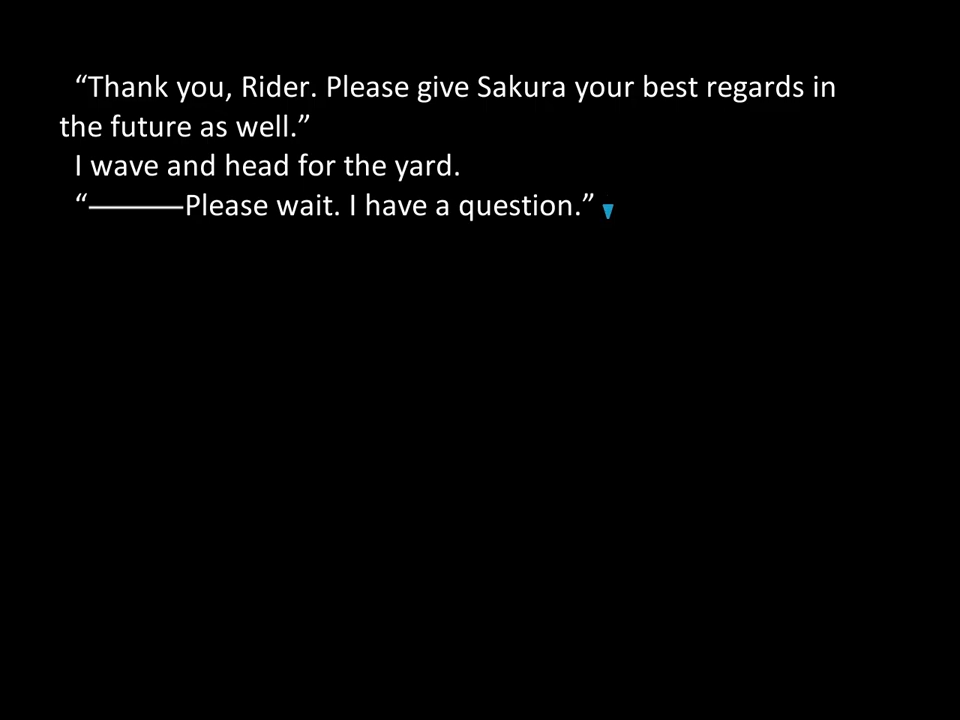 “Thank you, Rider. Please give Sakura your best regards in
the future as well.”
I wave and head for the yard.
“―――Please wait. I have a question.”